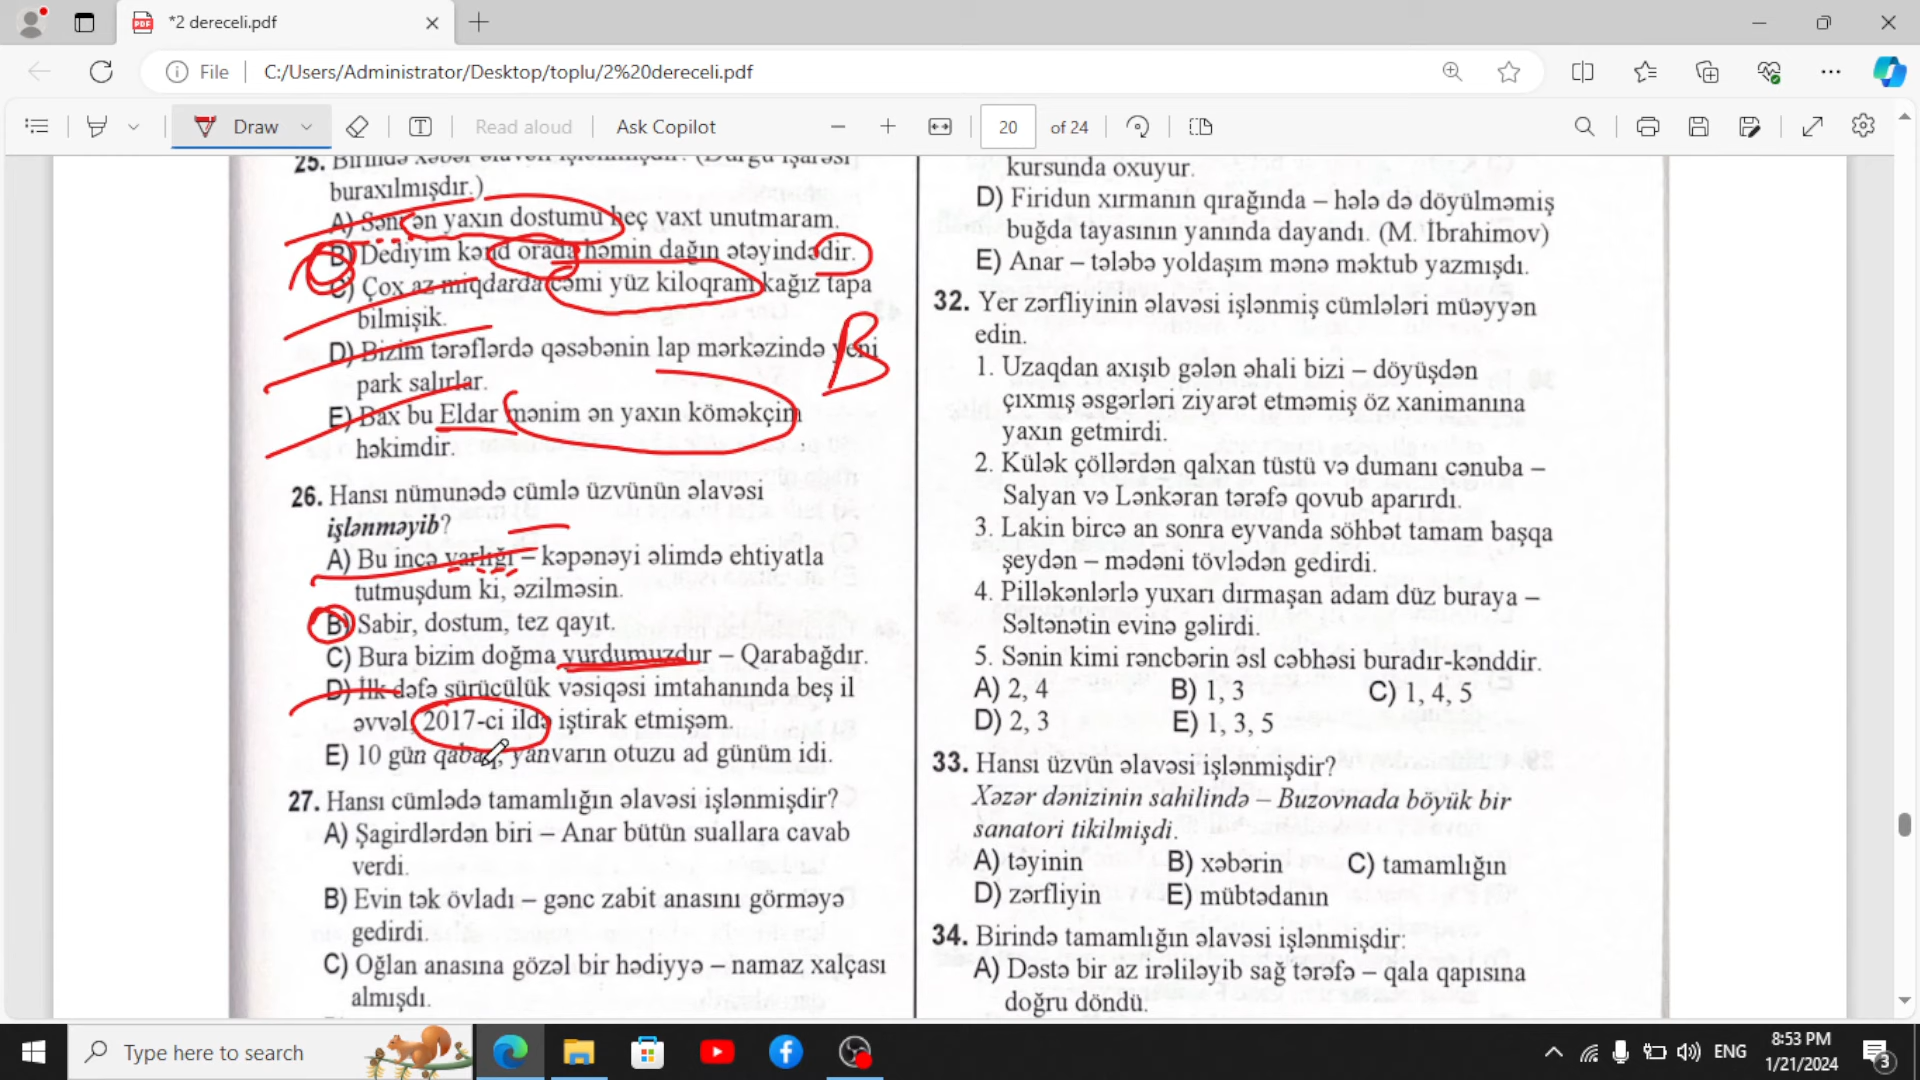 *2 dereceli.pdf
File
C:/Users/Administrator/Desktop/toplu/2%20dereceli.pdf
Draw
Read aloud
Ask Copilot
20
of 24
25. Birində xəbər əlavəli işlənmişdir? (Durğu işarəsi
buraxılmışdır.)
A) Səni ən yaxın dostumu heç vaxt unutmaram.
B) Dediyim kənd orada həmin dağın ətəyindədir.
C) Çox az miqdarda cəmi yüz kiloqram kağız tapa
bilmişik.
D) Bizim tərəflərdə qəsəbənin lap mərkəzində yeni
park salırlar.
B
E) Bax bu Eldar mənim ən yaxın köməkçim
həkimdir.
26. Hansı nümunədə cümlə üzvünün əlavəsi
işlənməyib?
A) Bu incə varlığı – kəpənəyi əlimdə ehtiyatla
tutmuşdum ki, əzilməsin.
B) Sabir, dostum, tez qayıt.
C) Bura bizim doğma yurdumuzdur – Qarabağdır.
D) İlk dəfə sürücülük vəsiqəsi imtahanında beş il
əvvəl, 2017-ci ildə iştirak etmişəm.
E) 10 gün qabaq, yanvarın otuzu ad günüm idi.
27. Hansı cümlədə tamamlığın əlavəsi işlənmişdir?
A) Şagirdlərdən biri – Anar bütün suallara cavab
verdi.
B) Evin tək övladı – gənc zabit anasını görməyə
gedirdi.
C) Oğlan anasına gözəl bir hədiyyə – namaz xalçası
almışdı.
kursunda oxuyur.
D) Firidun xırmanın qırağında – hələ də döyülməmiş
buğda tayasının yanında dayandı. (M. İbrahimov)
E) Anar – tələbə yoldaşım mənə məktub yazmışdı.
32. Yer zərfliyinin əlavəsi işlənmiş cümlələri müəyyən
edin.
1. Uzaqdan axışıb gələn əhali bizi – döyüşdən
çıxmış əsgərləri ziyarət etməmiş öz xanimanına
yaxın getmirdi.
2. Külək çöllərdən qalxan tüstü və dumanı cənuba –
Salyan və Lənkəran tərəfə qovub aparırdı.
3. Lakin bircə an sonra eyvanda söhbət tamam başqa
şeydən – mədəni tövlədən gedirdi.
4. Pilləkənlərlə yuxarı dırmaşan adam düz buraya –
Səltənətin evinə gəlirdi.
5. Sənin kimi rəncbərin əsl cəbhəsi buradır-kənddir.
A) 2, 4 B) 1, 3 C) 1, 4, 5
D) 2, 3 E) 1, 3, 5
33. Hansi üzvün əlavəsi işlənmişdir?
Xəzər dənizinin sahilində – Buzovnada böyük bir
sanatori tikilmişdi.
A) təyinin B) xəbərin C) tamamlığın
D) zərfliyin E) mübtədanın
34. Birində tamamlığın əlavəsi işlənmişdir:
A) Dəstə bir az irəliləyib sağ tərəfə – qala qapısına
doğru döndü.
Type here to search
ENG
8:53 PM
1/21/2024
3